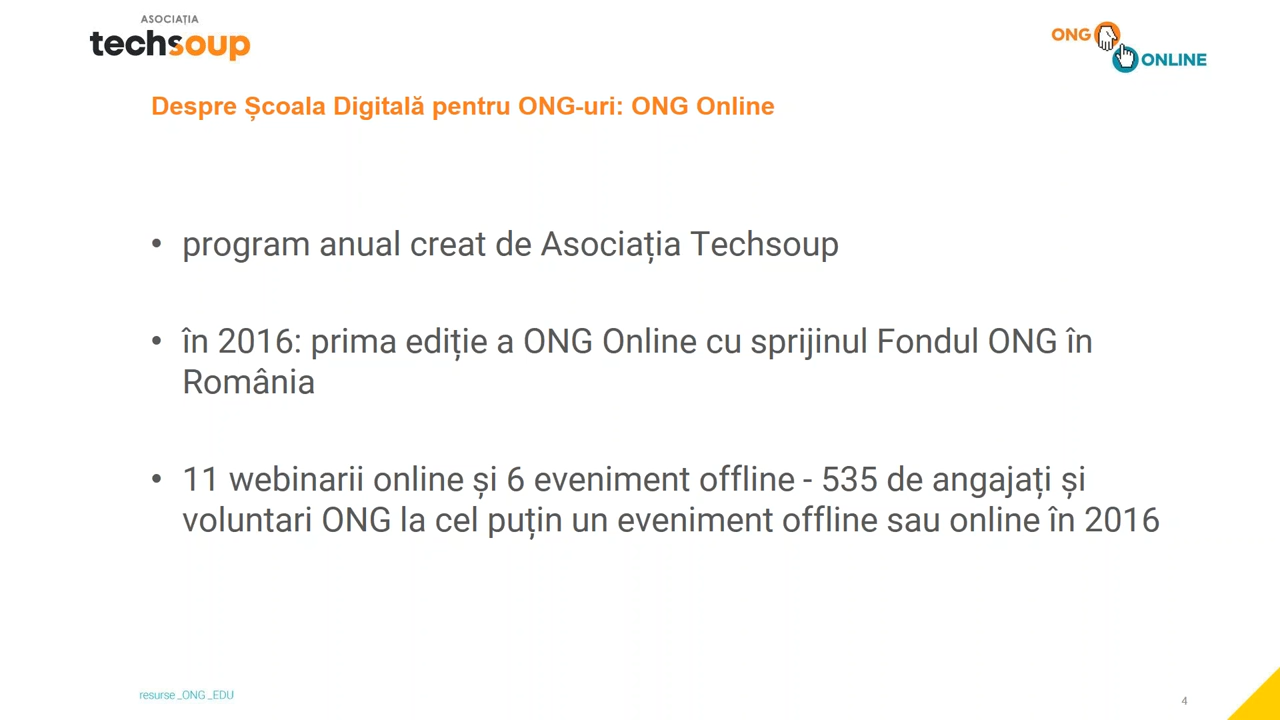 ASOCIAȚIA
techsoup
ONG
ONLINE
Despre Școala Digitală pentru ONG-uri: ONG Online
• program anual creat de Asociația Techsoup
• în 2016: prima ediție a ONG Online cu sprijinul Fondul ONG în
România
• 11 webinarii online și 6 eveniment offline - 535 de angajați și
voluntari ONG la cel puțin un eveniment offline sau online în 2016
resurse_ONG_EDU
4